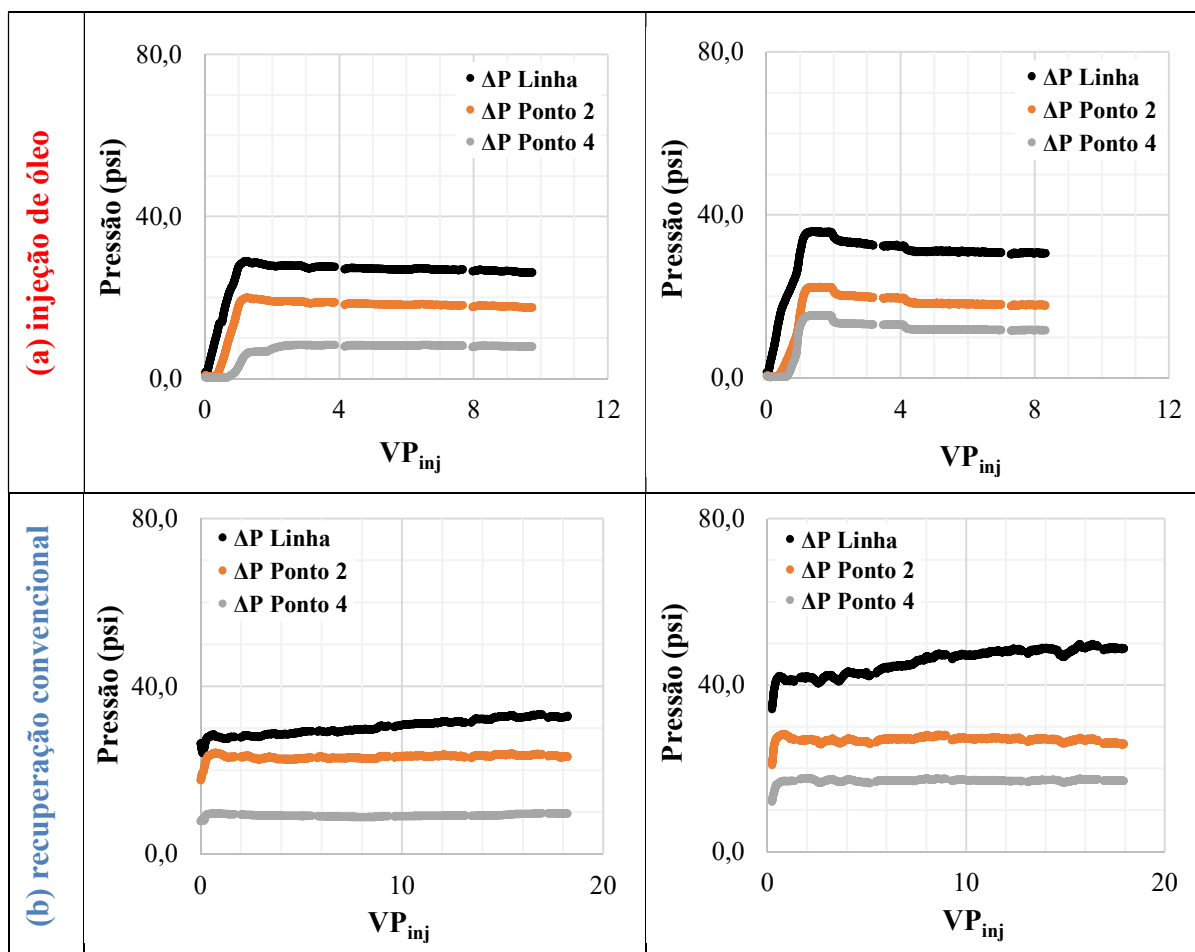 (a) injeção de óleo
80,0
40,0
0,0
Pressão (psi)
ΔP Linha
ΔP Ponto 2
ΔP Ponto 4
0 4 8 12
VPinj
80,0
40,0
0,0
Pressão (psi)
ΔP Linha
ΔP Ponto 2
ΔP Ponto 4
0 4 8 12
VPinj
(b) recuperação convencional
80,0
40,0
0,0
Pressão (psi)
ΔP Linha
ΔP Ponto 2
ΔP Ponto 4
0 10 20
VPinj
80,0
40,0
0,0
Pressão (psi)
ΔP Linha
ΔP Ponto 2
ΔP Ponto 4
0 10 20
VPinj